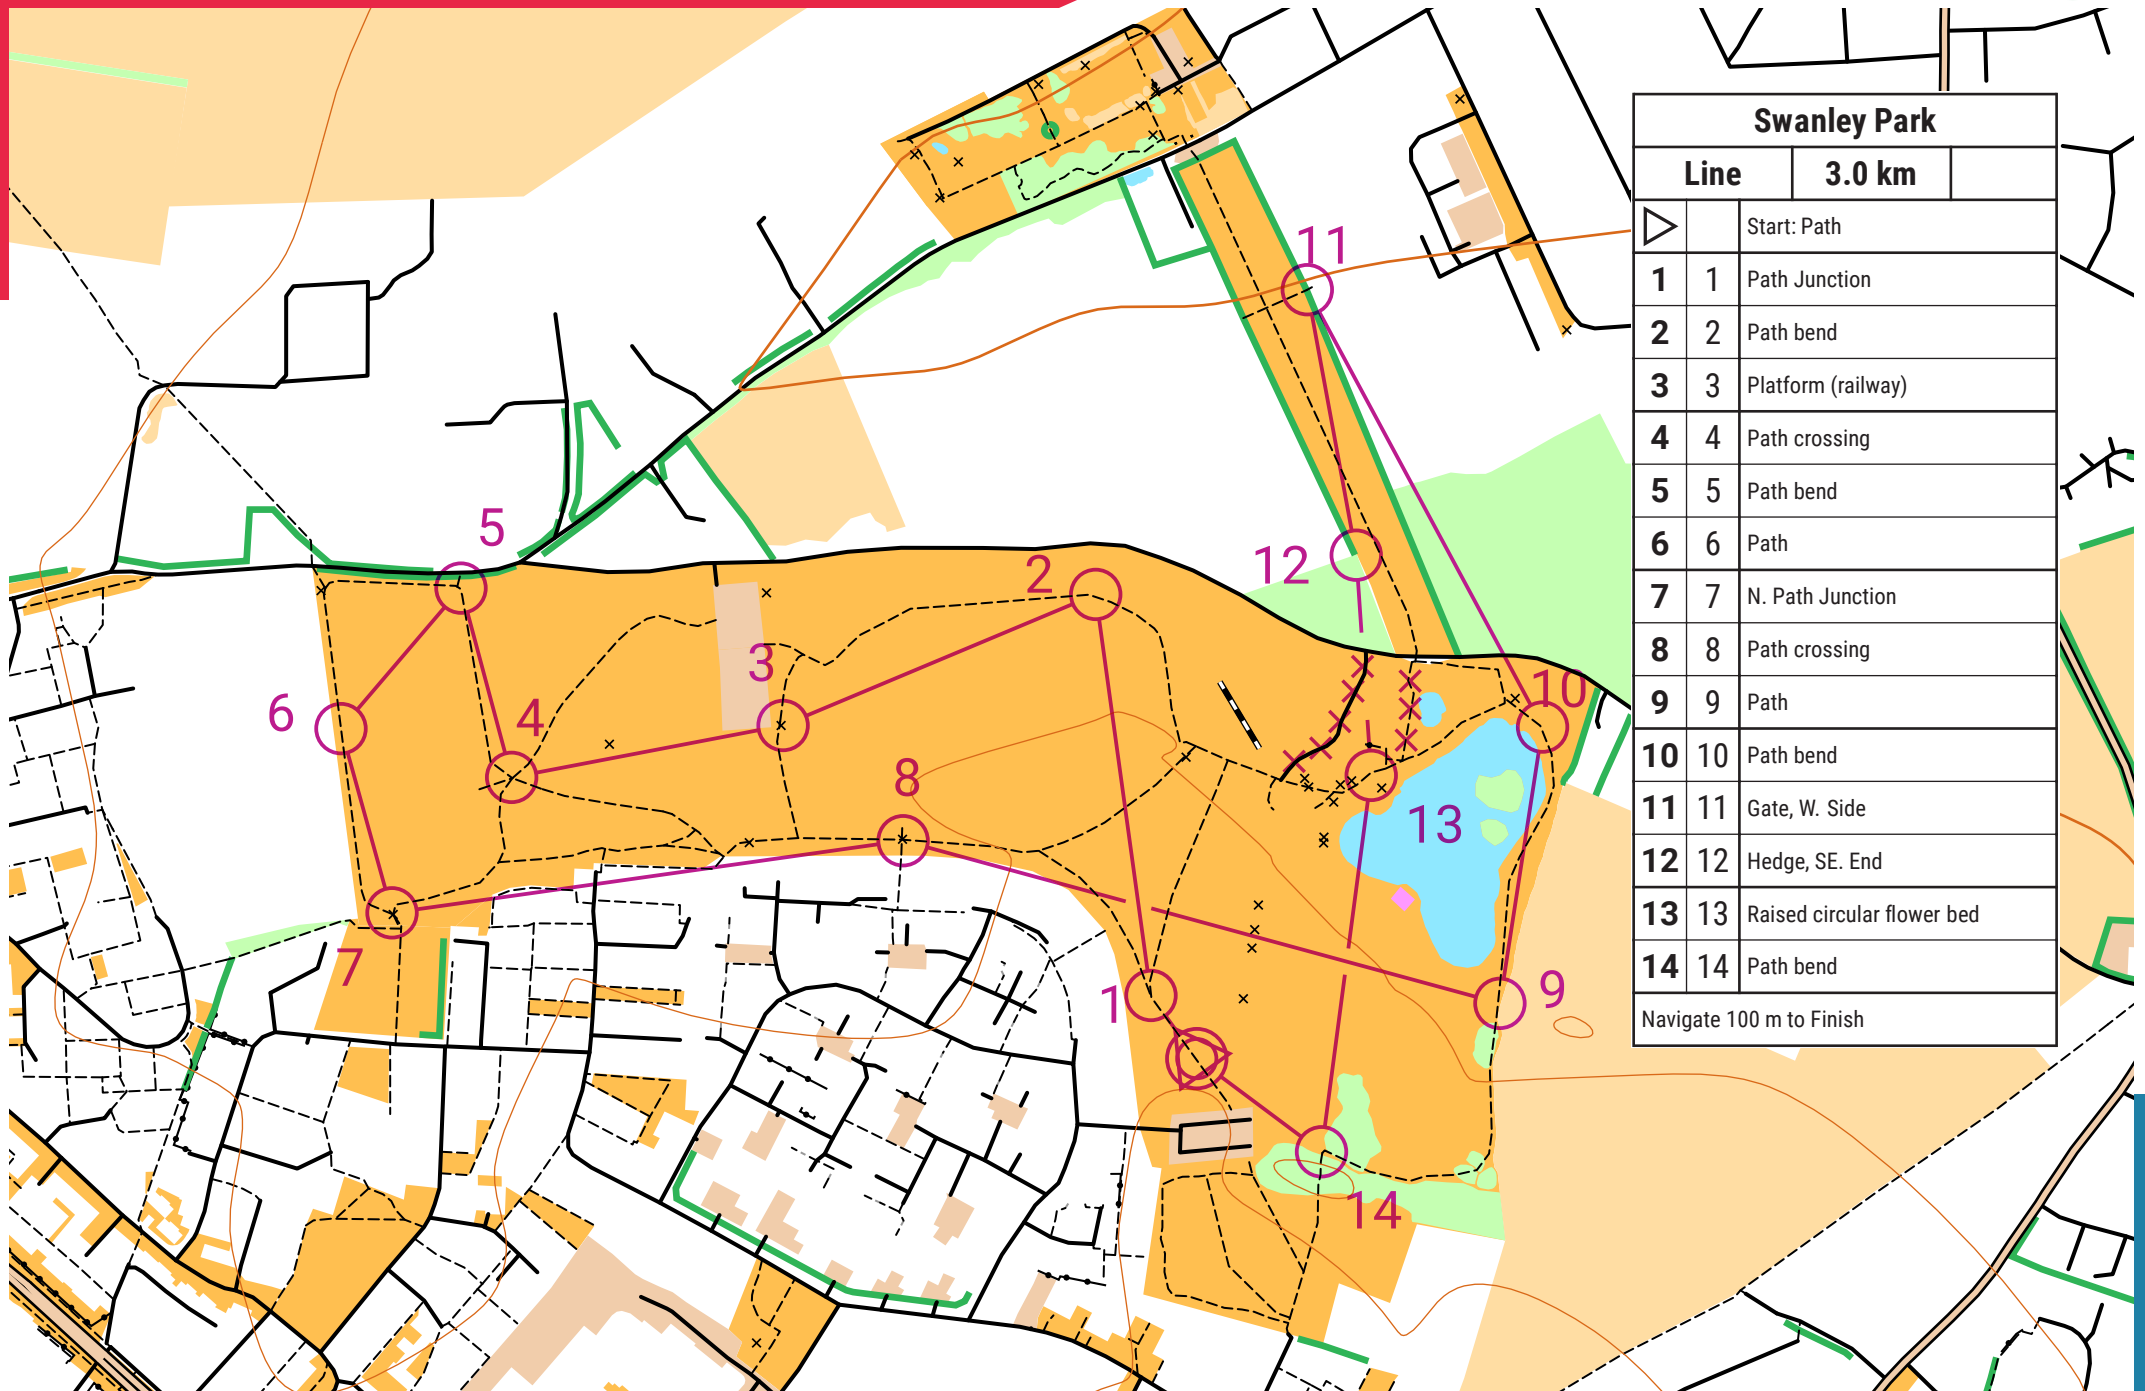 Swanley Park
Line 3.0 km
Start: Path
1 1 Path Junction
2 2 Path bend
3 3 Platform (railway)
4 4 Path crossing
5 5 Path bend
6 6 Path
7 7 N. Path Junction
8 8 Path crossing
9 9 Path
10 10 Path bend
11 11 Gate, W. Side
12 12 Hedge, SE. End
13 13 Raised circular flower bed
14 14 Path bend
Navigate 100 m to Finish
11
5
12
2
3
10
6
4
8
13
7
1
9
14